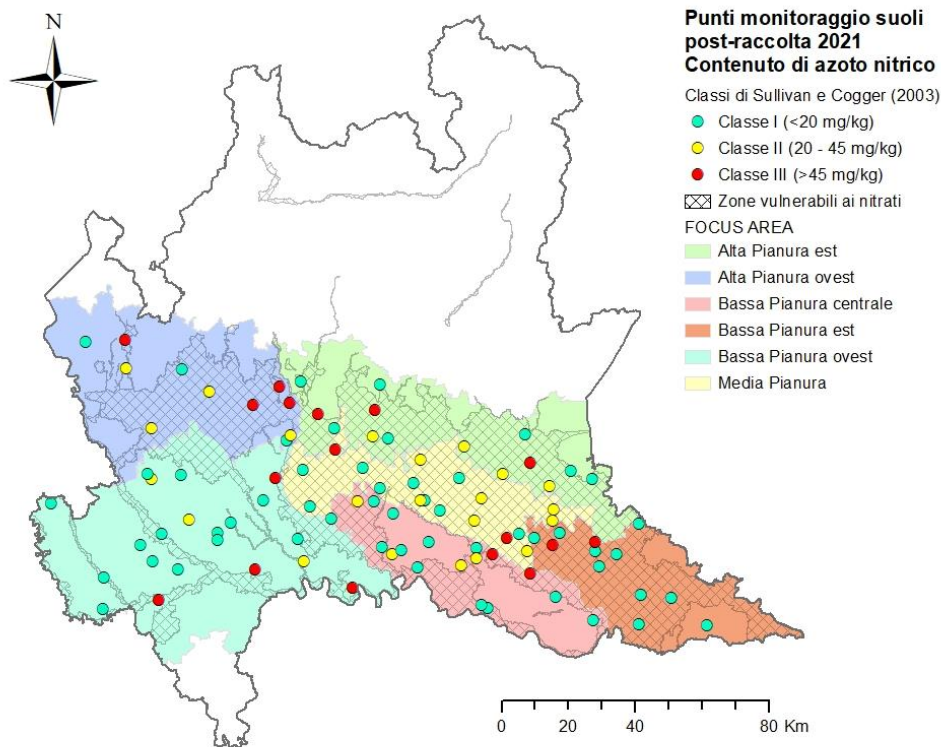 N
Punti monitoraggio suoli
post-raccolta 2021
Contenuto di azoto nitrico
Classi di Sullivan e Cogger (2003)
Classe I (<20 mg/kg)
Classe II (20 - 45 mg/kg)
Classe III (>45 mg/kg)
Zone vulnerabili ai nitrati
FOCUS AREA
Alta Pianura est
Alta Pianura ovest
Bassa Pianura centrale
Bassa Pianura est
Bassa Pianura ovest
Media Pianura
0 20 40 80 Km